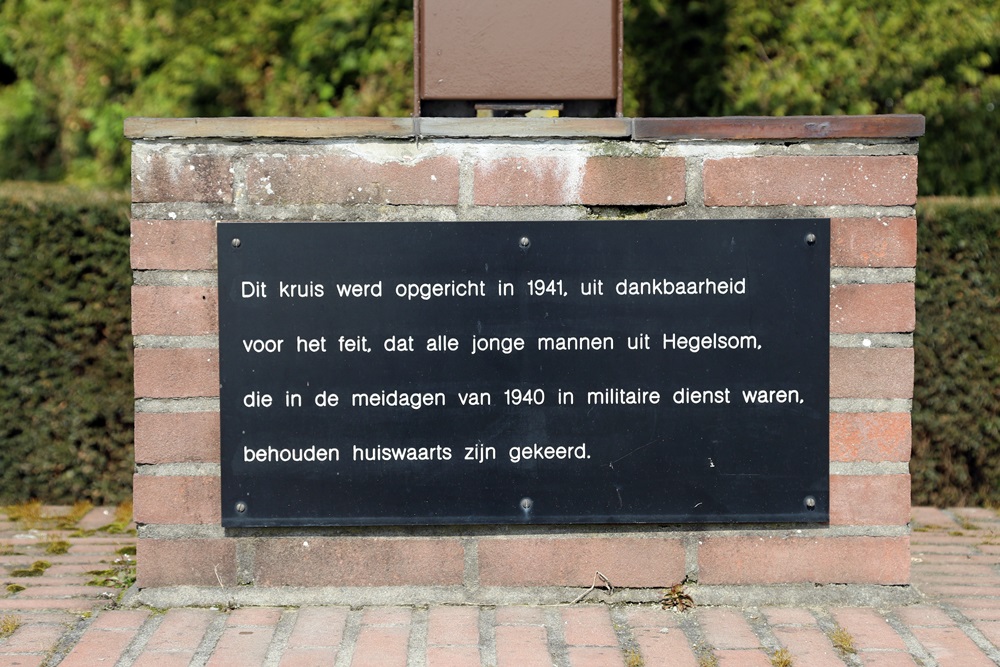 Dit kruis werd opgericht in 1941, uit dankbaarheid
voor het feit, dat alle jonge mannen uit Hegelsom,
die in de meidagen van 1940 in militaire dienst waren,
behouden huiswaarts zijn gekeerd.